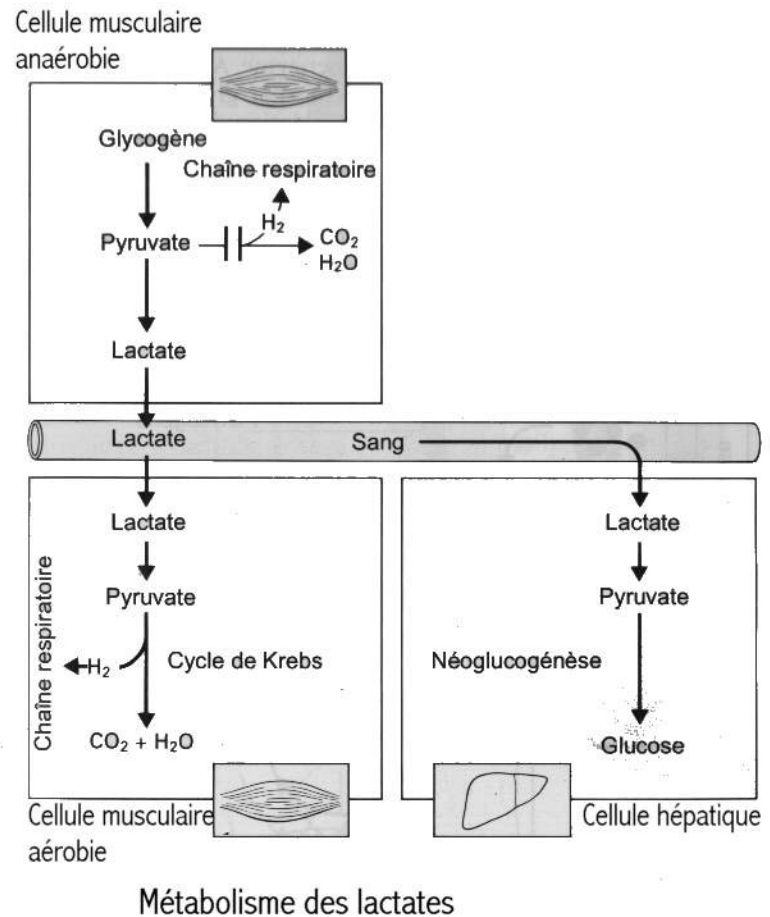 Cellule musculaire
anaérobie
Glycogène
Chaîne respiratoire
H₂
Pyruvate
CO₂
H₂O
Lactate
Lactate
Sang
Lactate
Pyruvate
Chaîne respiratoire
H₂
Cycle de Krebs
CO₂ + H₂O
Lactate
Pyruvate
Néoglucogénèse
Glucose
Cellule musculaire
aérobie
Cellule hépatique
Métabolisme des lactates